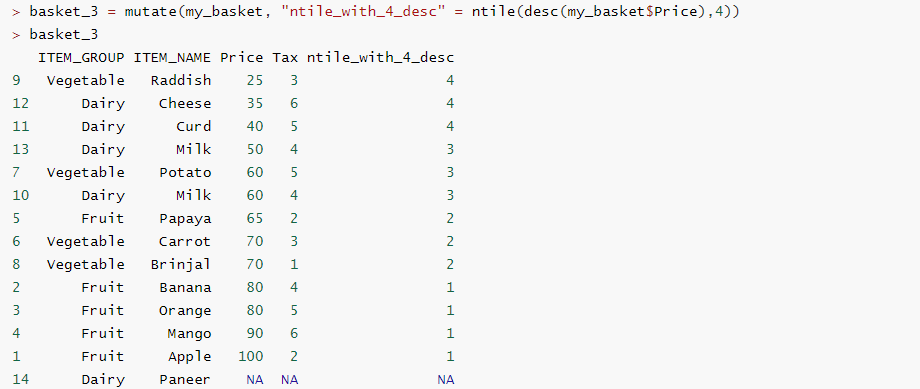 > basket_3 = mutate(my_basket, "ntile_with_4_desc" = ntile(desc(my_basket$Price),4))
> basket_3
ITEM_GROUP ITEM_NAME Price Tax ntile_with_4_desc
9 Vegetable Raddish 25 3 4
12 Dairy Cheese 35 6 4
11 Dairy Curd 40 5 4
13 Dairy Milk 50 4 3
7 Vegetable Potato 60 5 3
10 Dairy Milk 60 4 3
5 Fruit Papaya 65 2 2
6 Vegetable Carrot 70 3 2
8 Vegetable Brinjal 70 1 2
2 Fruit Banana 80 4 1
3 Fruit Orange 80 5 1
4 Fruit Mango 90 6 1
1 Fruit Apple 100 2 1
14 Dairy Paneer NA NA NA